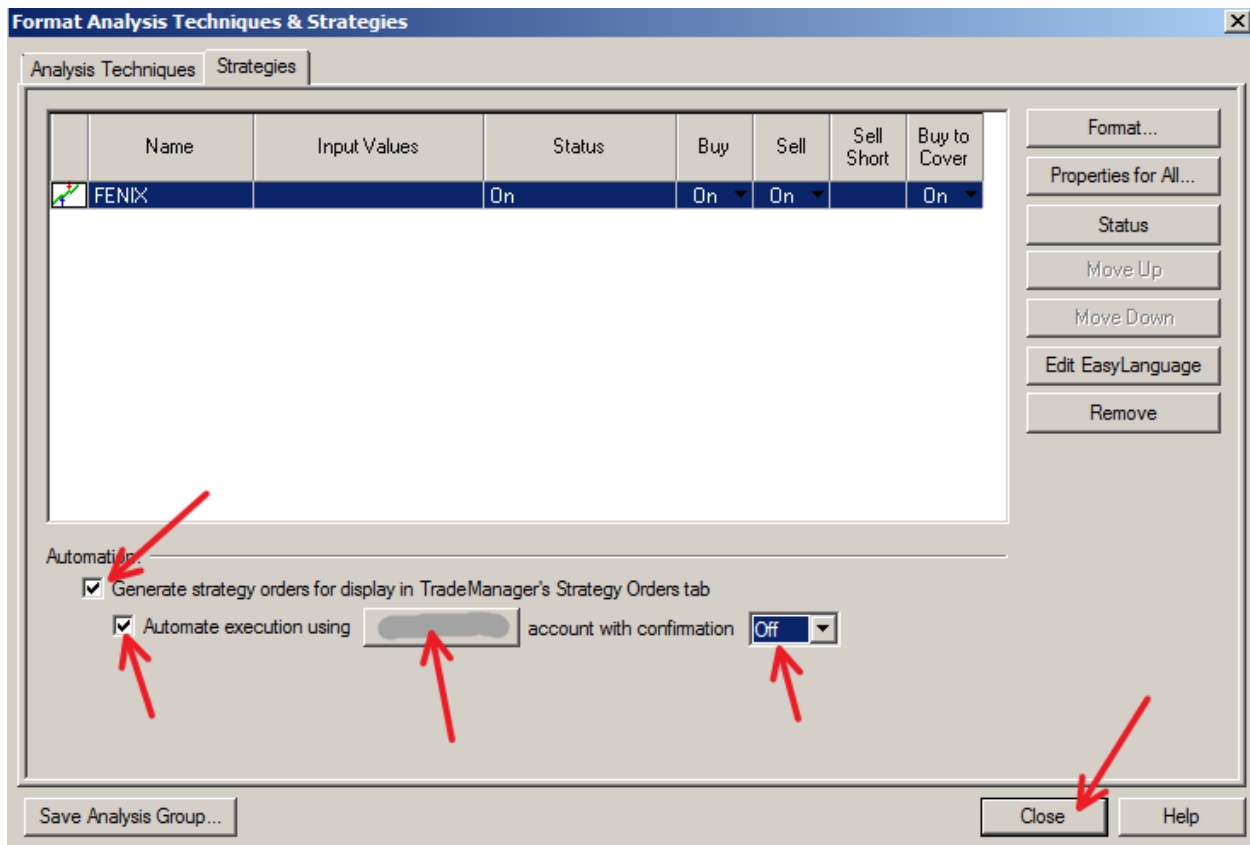 Format Analysis Techniques & Strategies
Analysis Techniques Strategies
Name Input Values Status Buy Sell Sell Short Buy to Cover
FENIX On On On On
Format...
Properties for All...
Status
Move Up
Move Down
Edit EasyLanguage
Remove
Automation:
Generate strategy orders for display in TradeManager's Strategy Orders tab
Automate execution using account with confirmation Off
Save Analysis Group... Close Help